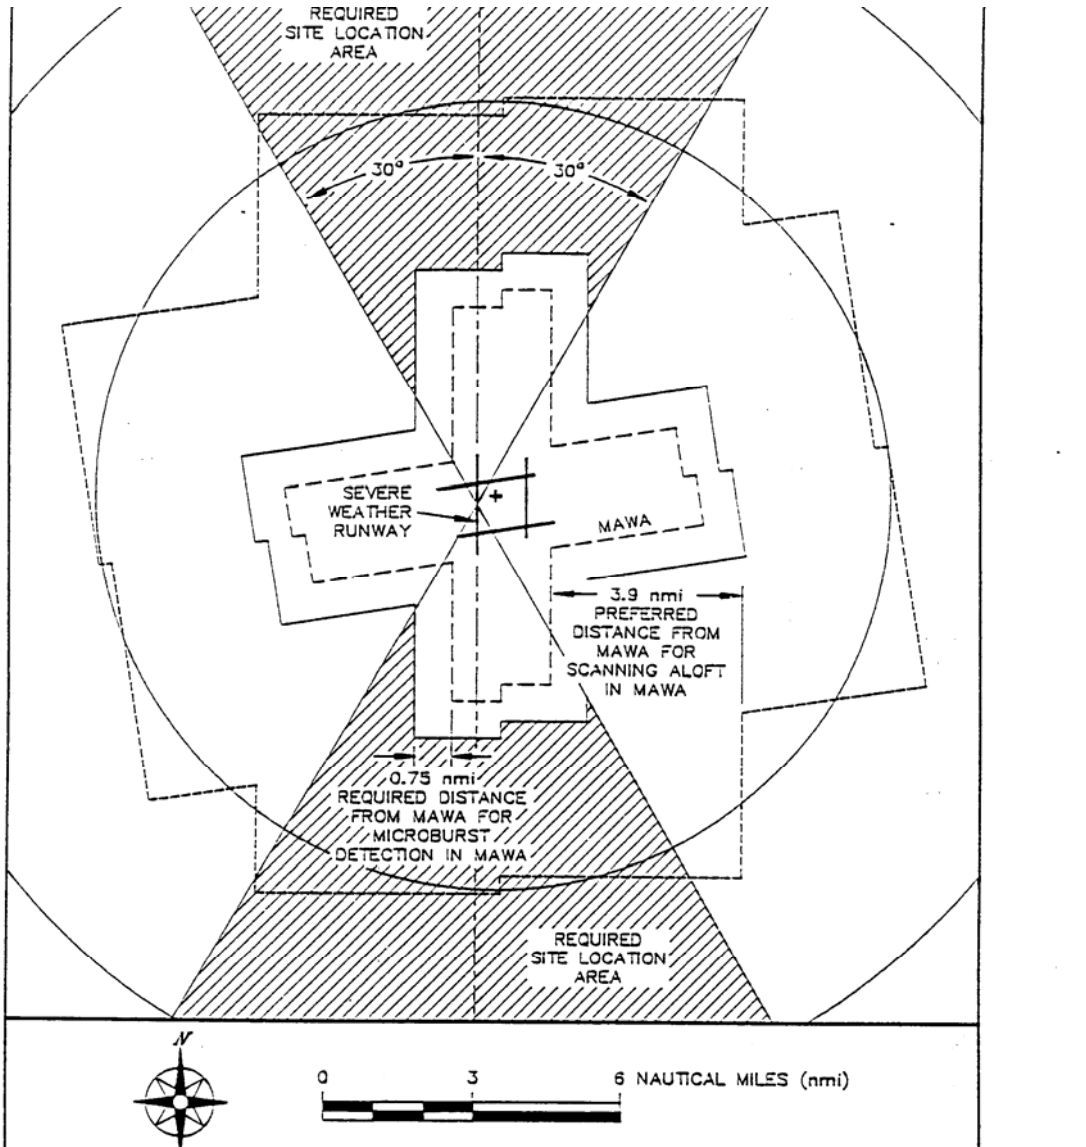 REQUIRED
SITE LOCATION
AREA
30°
30°
SEVERE
WEATHER
RUNWAY
MAWA
3.9 nmi
PREFERRED
DISTANCE FROM
MAWA FOR
SCANNING ALOFT
IN MAWA
0.75 nmi
REQUIRED DISTANCE
FROM MAWA FOR
MICROBURST
DETECTION IN MAWA
REQUIRED
SITE LOCATION
AREA
N
0 3 6 NAUTICAL MILES (nmi)